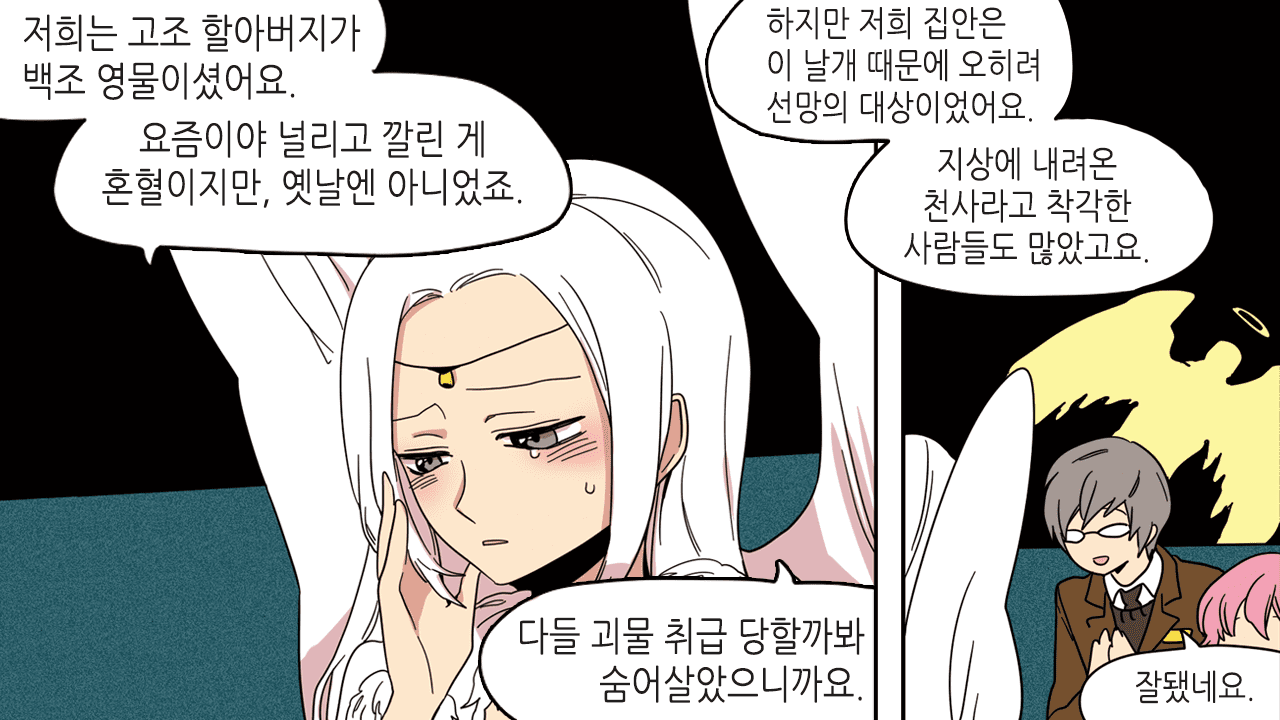 저희는 고조 할아버지가
백조 영물이셨어요.
요즘이야 널리고 깔린 게
혼혈이지만, 옛날엔 아니었죠.
다들 괴물 취급 당할까봐
숨어살았으니까요.
하지만 저희 집안은
이 날개 때문에 오히려
선망의 대상이었어요.
지상에 내려온
천사라고 착각한
사람들도 많았고요.
잘됐네요.